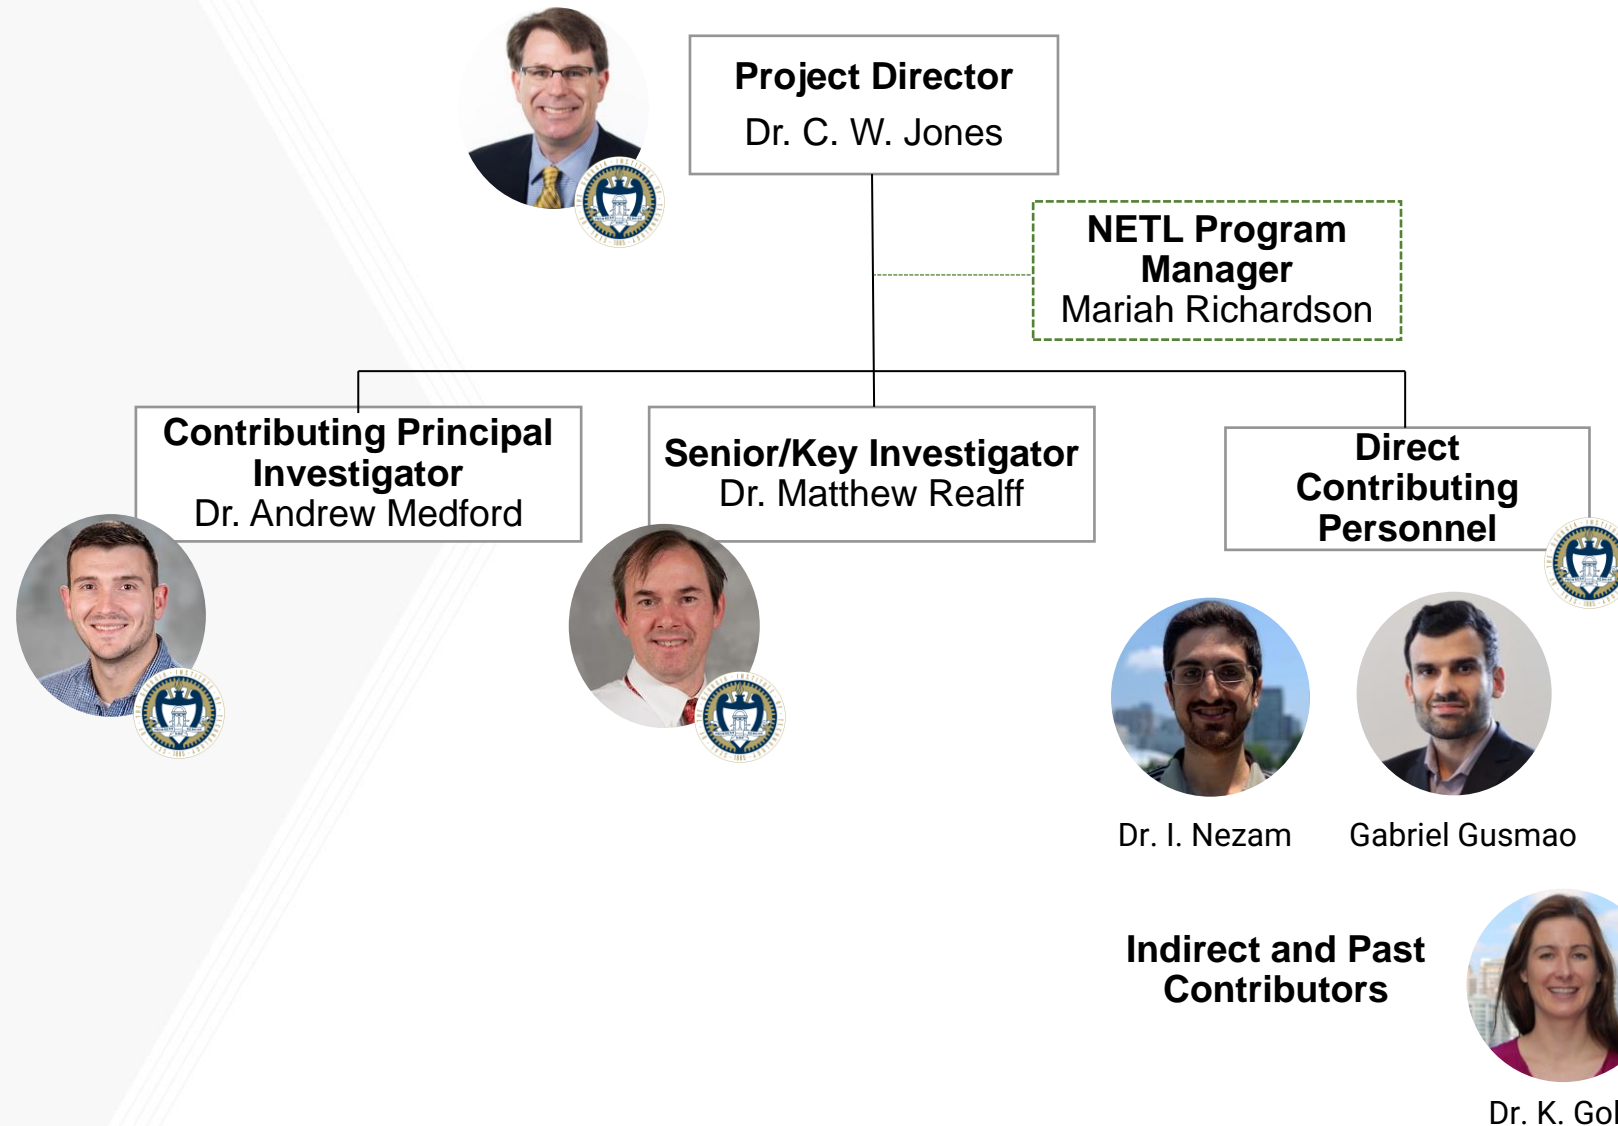 Project Director
Dr. C. W. Jones
NETL Program
Manager
Mariah Richardson
Contributing Principal
Investigator
Dr. Andrew Medford
Senior/Key Investigator
Dr. Matthew Realff
Direct
Contributing
Personnel
Dr. I. Nezam
Gabriel Gusmao
Indirect and Past
Contributors
Dr. K.